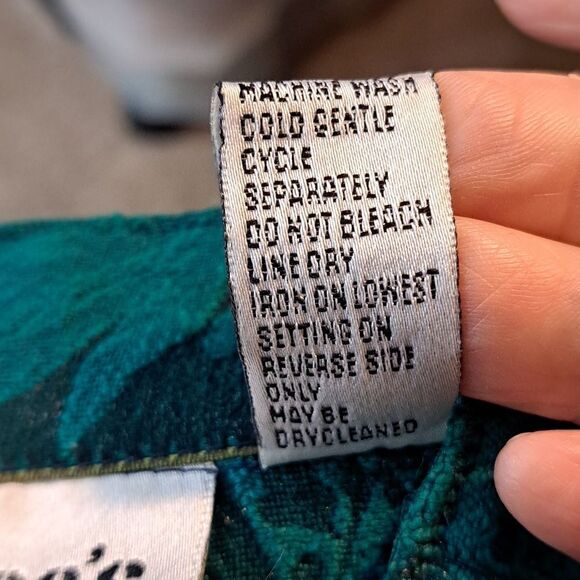 MACHINE WASH
COLD GENTLE
CYCLE
SEPARATELY
DO NOT BLEACH
LINE DRY
IRON ON LOWEST
SETTING ON
REVERSE SIDE
ONLY
MAY BE
DRYCLEANED